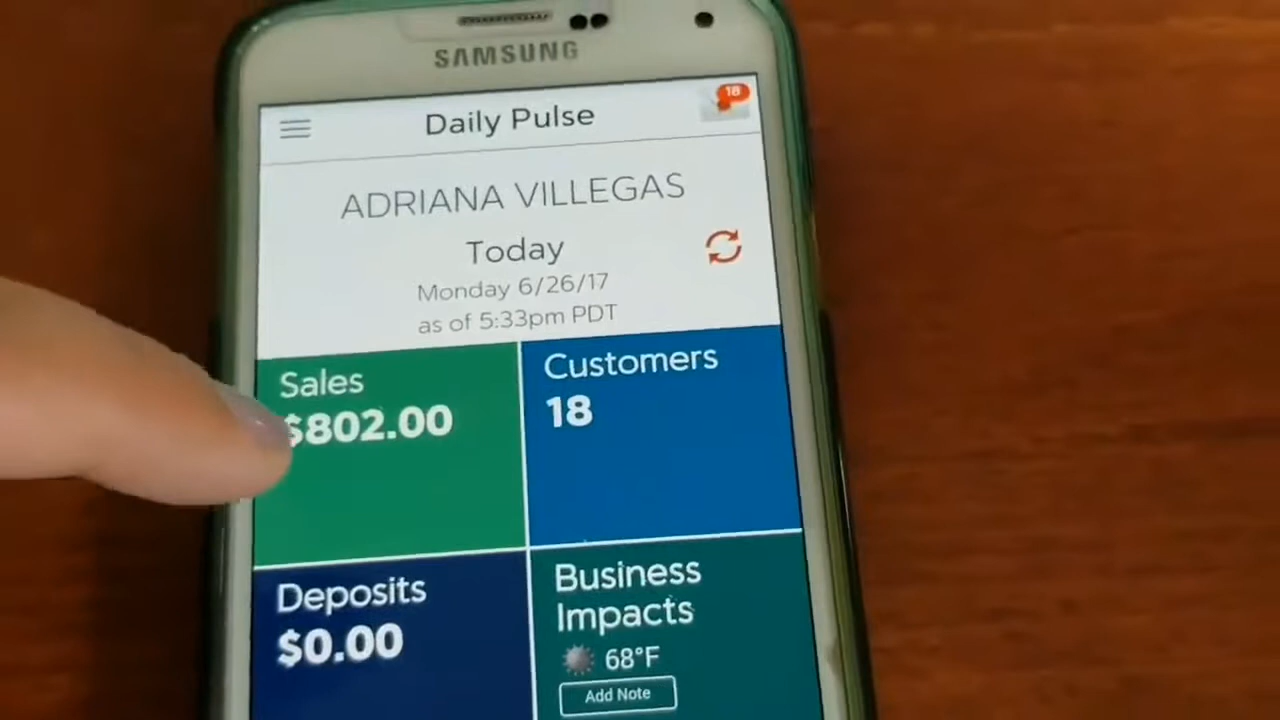 SAMSUNG
Daily Pulse
18
ADRIANA VILLEGAS
Today
Monday 6/26/17
as of 5:33pm PDT
Sales
$802.00
Customers
18
Deposits
$0.00
Business
Impacts
68°F
Add Note